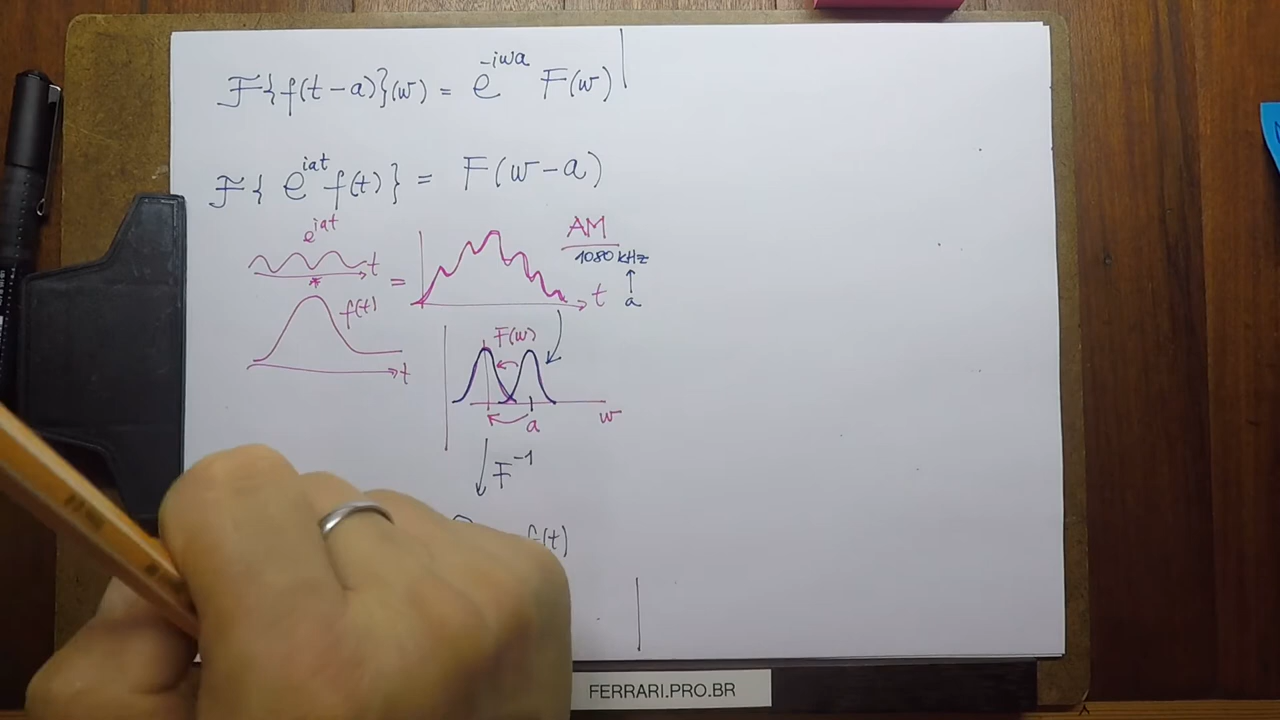 ℱ{f(t-a)}(w) = e^{-iwa} F(w)
ℱ{ e^{iat} f(t)} = F(w-a)
e^{iat}
t
*
=
f(t)
t
t
AM
1080 kHz
↑
a
F(w)
a
w
↓ F^{-1}
f(t)
FERRARI.PRO.BR